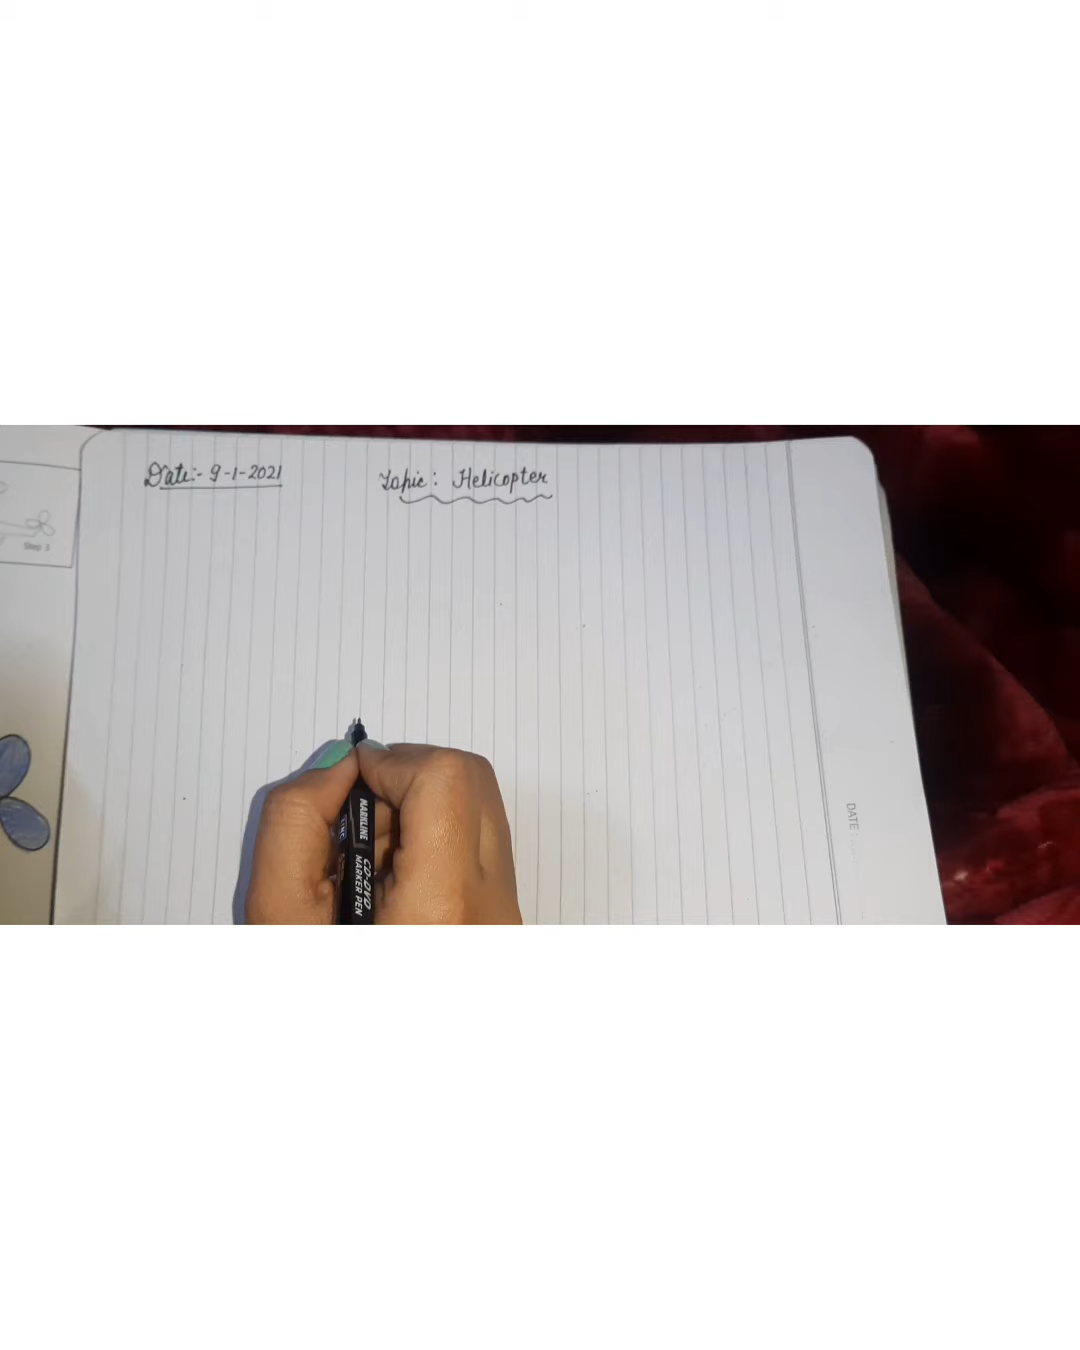 Date:- 9-1-2021
Topic: Helicopter
Step 3
MARKLINE
CD-DVD
MARKER PEN
DATE